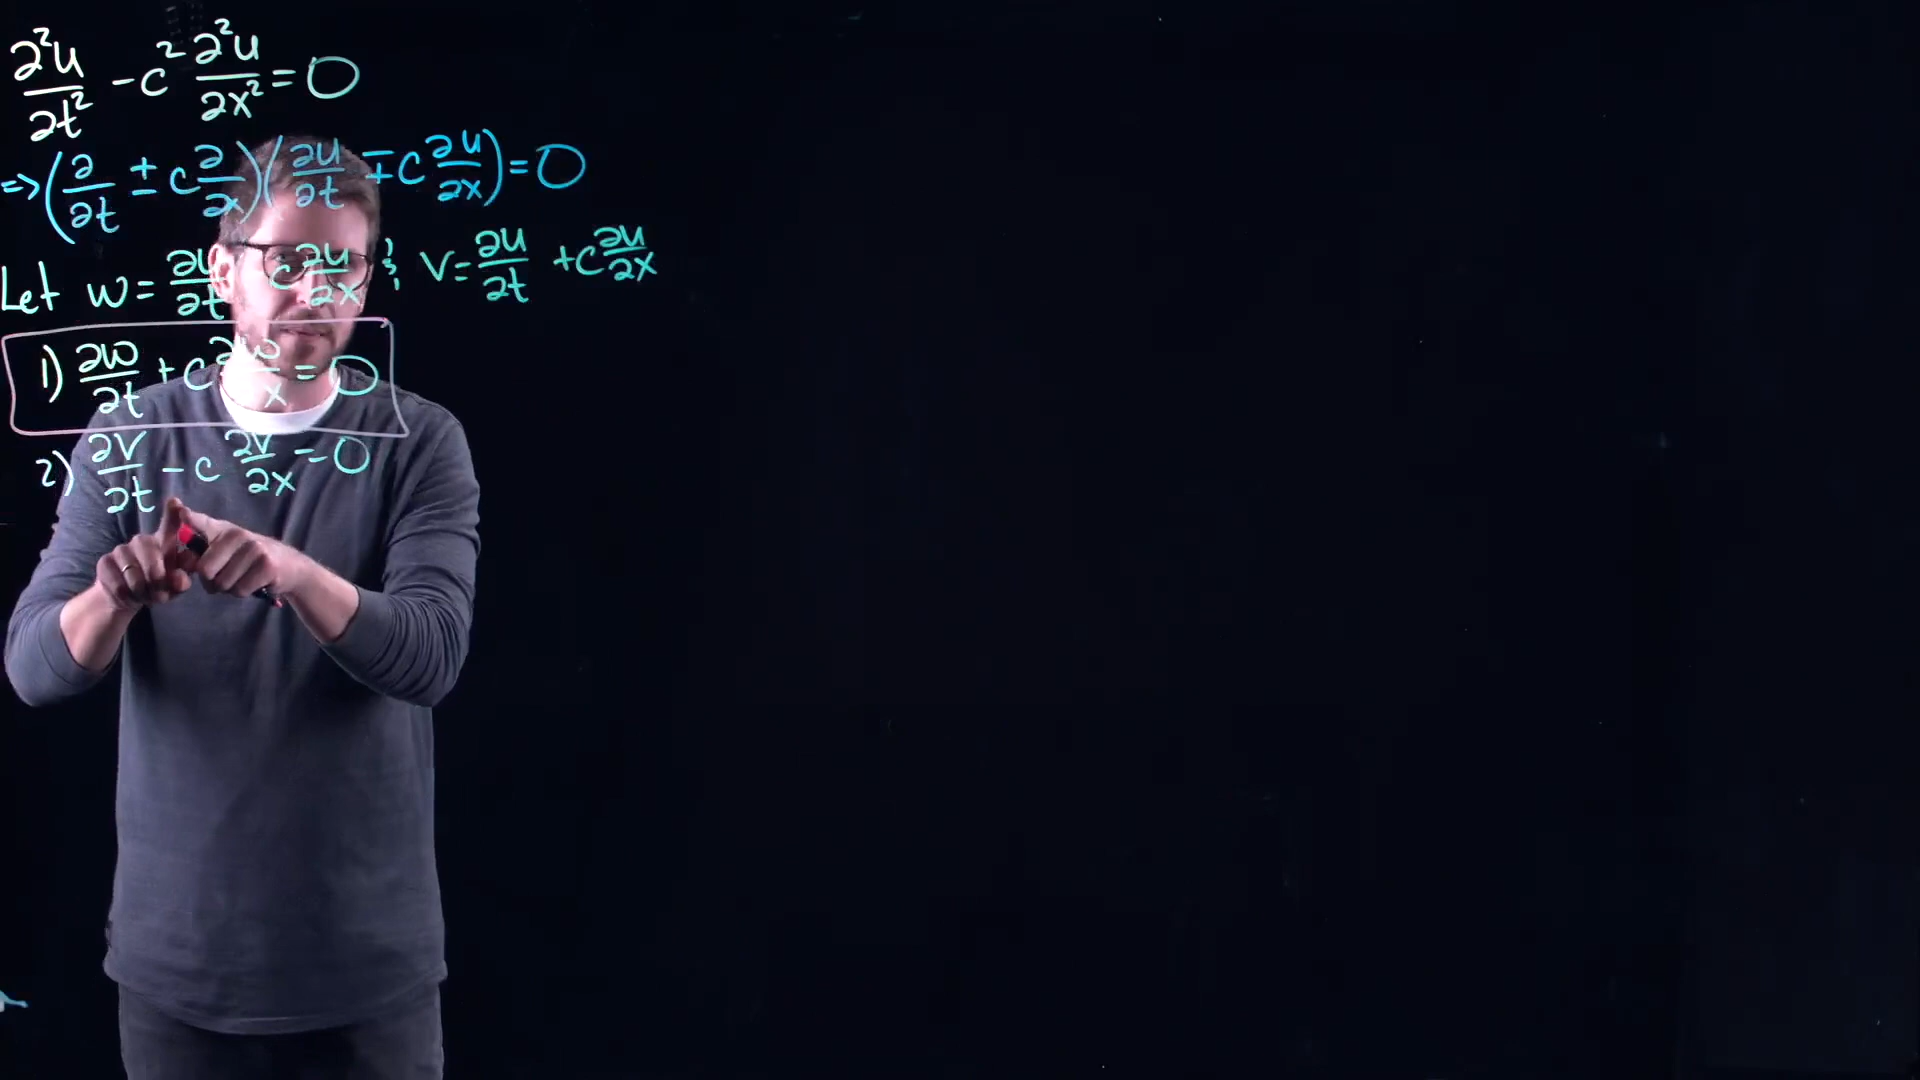 ∂²u/∂t² - c² ∂²u/∂x² = 0
=> (∂/∂t ± c ∂/∂x)(∂u/∂t ∓ c ∂u/∂x) = 0
Let w = ∂u/∂t - c ∂u/∂x & v = ∂u/∂t + c ∂u/∂x
1) ∂w/∂t + c ∂w/∂x = 0
2) ∂v/∂t - c ∂v/∂x = 0